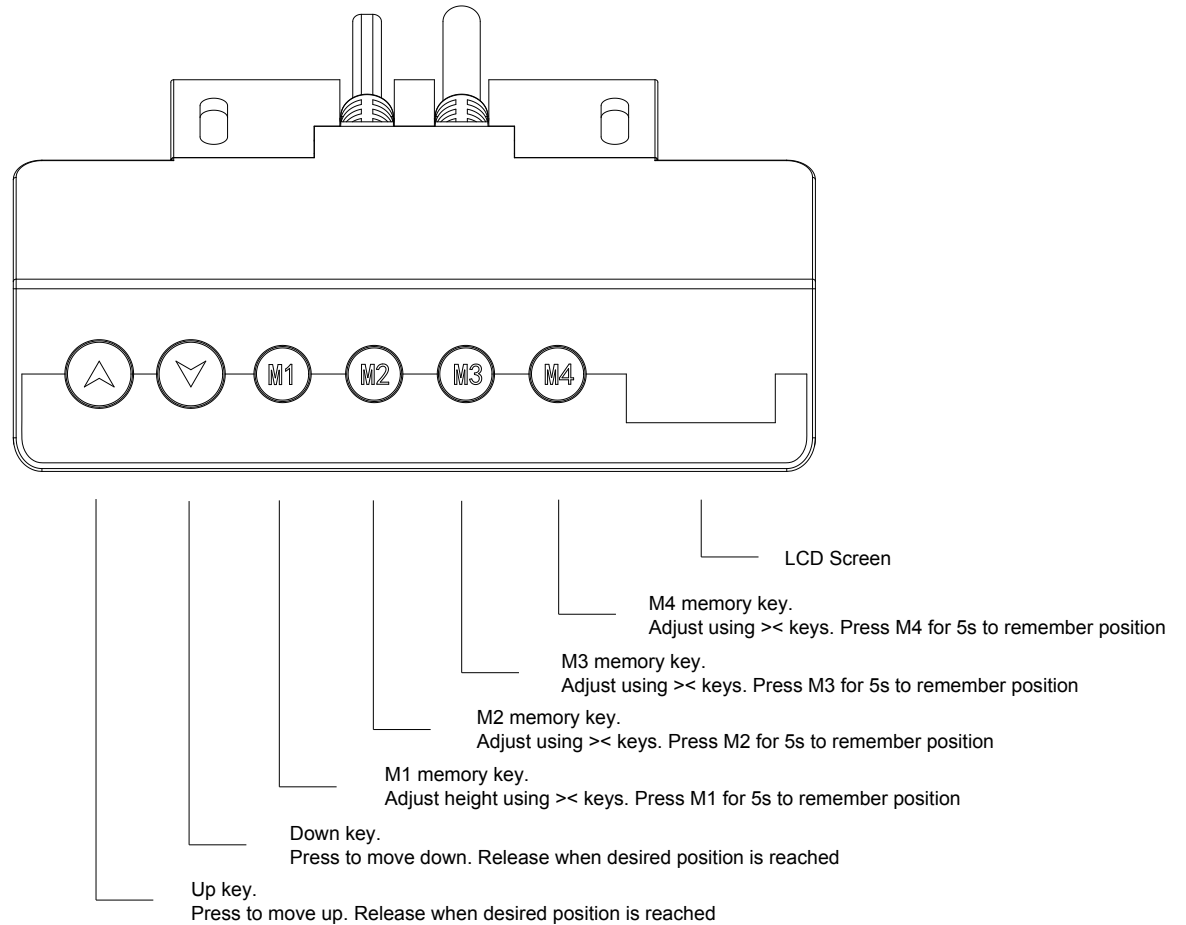 M1 M2 M3 M4
LCD Screen
M4 memory key.
Adjust using >< keys. Press M4 for 5s to remember position
M3 memory key.
Adjust using >< keys. Press M3 for 5s to remember position
M2 memory key.
Adjust using >< keys. Press M2 for 5s to remember position
M1 memory key.
Adjust height using >< keys. Press M1 for 5s to remember position
Down key.
Press to move down. Release when desired position is reached
Up key.
Press to move up. Release when desired position is reached